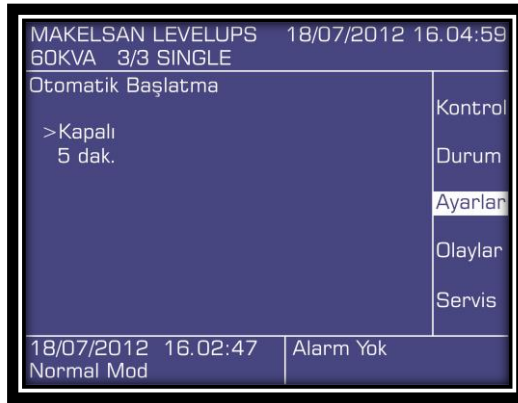 MAKELSAN LEVELUPS 18/07/2012 16.04:59
60KVA 3/3 SINGLE
Otomatik Başlatma
>Kapalı
5 dak.
Kontrol
Durum
Ayarlar
Olaylar
Servis
18/07/2012 16.02:47
Normal Mod
Alarm Yok